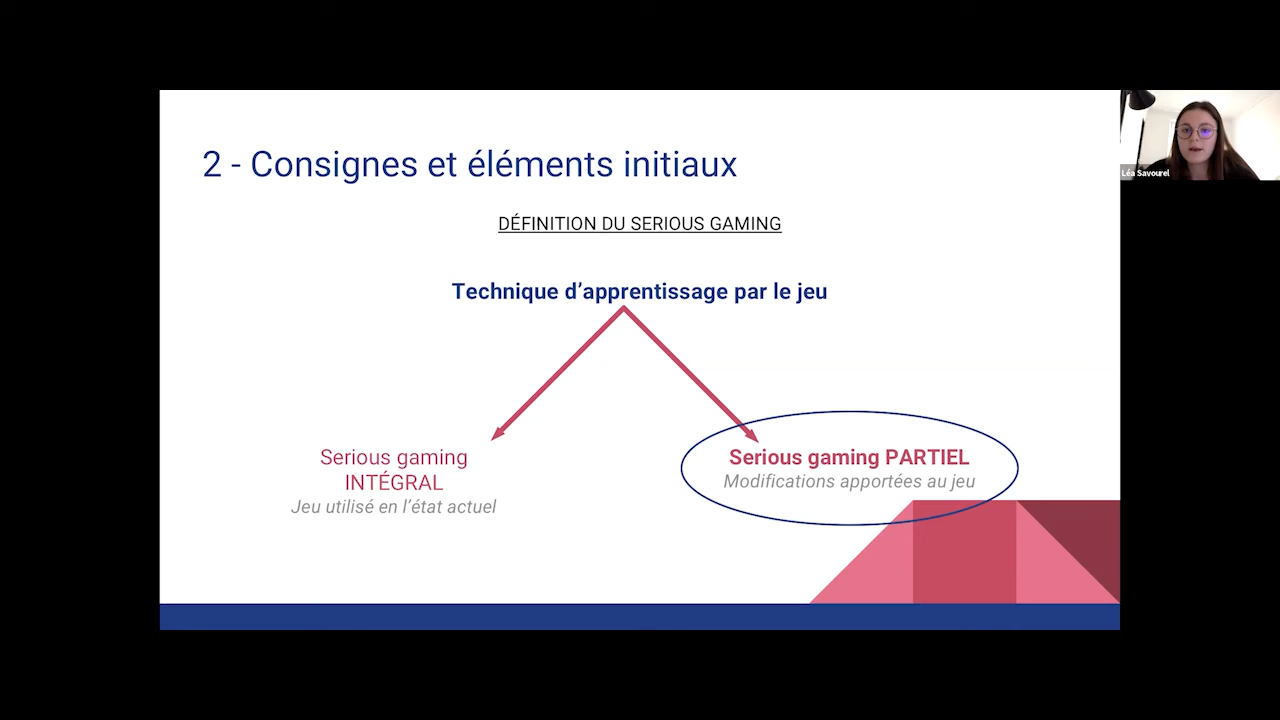 2 - Consignes et éléments initiaux
Léa Savourel
DÉFINITION DU SERIOUS GAMING
Technique d’apprentissage par le jeu
Serious gaming
INTÉGRAL
Jeu utilisé en l’état actuel
Serious gaming PARTIEL
Modifications apportées au jeu